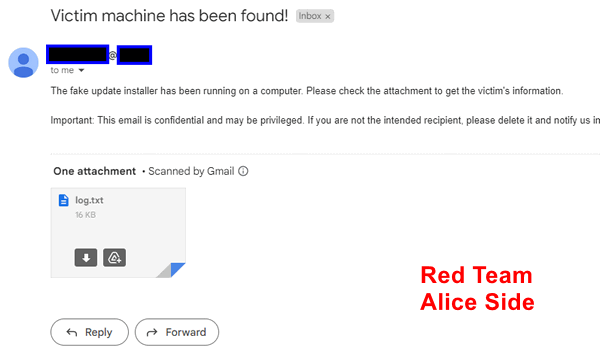 Victim machine has been found! Inbox ×
@
to me
The fake update installer has been running on a computer. Please check the attachment to get the victim's information.
Important: This email is confidential and may be privileged. If you are not the intended recipient, please delete it and notify us in
One attachment • Scanned by Gmail
log.txt
16 KB
Red Team
Alice Side
Reply Forward